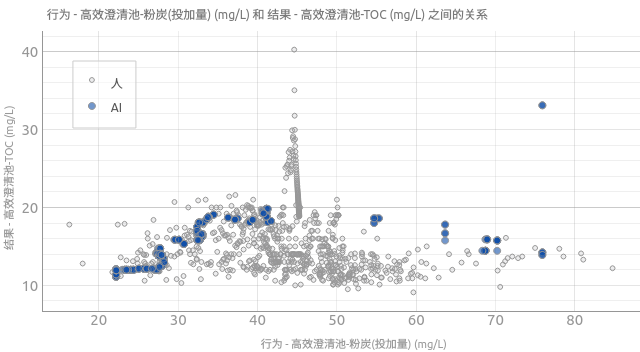 行为 - 高效澄清池-粉炭(投加量) (mg/L) 和 结果 - 高效澄清池-TOC (mg/L) 之间的关系
结果 - 高效澄清池-TOC (mg/L)
40
30
20
10
人
AI
20 30 40 50 60 70 80
行为 - 高效澄清池-粉炭(投加量) (mg/L)